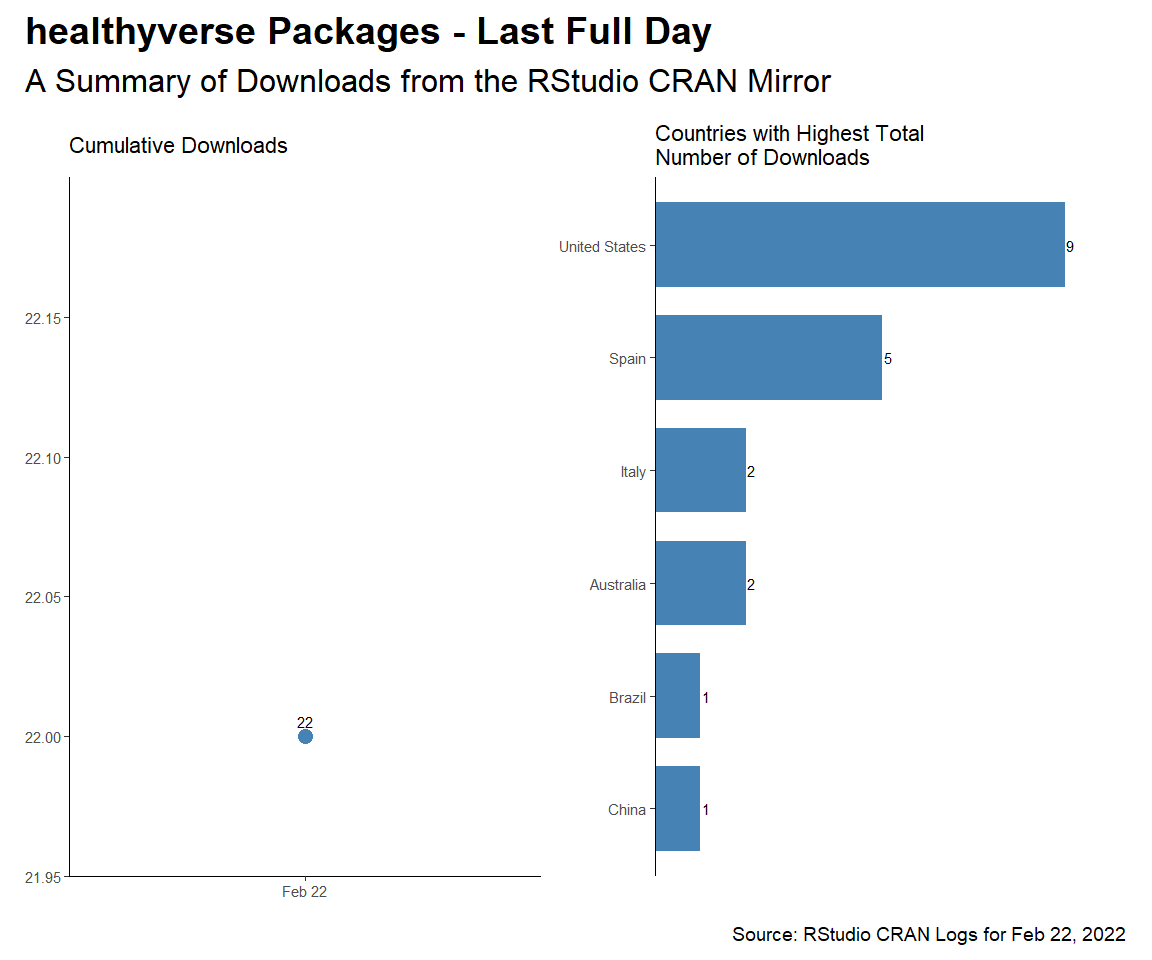 healthyverse Packages - Last Full Day
A Summary of Downloads from the RStudio CRAN Mirror
Cumulative Downloads
22.15
22.10
22.05
22.00
21.95
22
Feb 22
Countries with Highest Total
Number of Downloads
United States 9
Spain 5
Italy 2
Australia 2
Brazil 1
China 1
Source: RStudio CRAN Logs for Feb 22, 2022